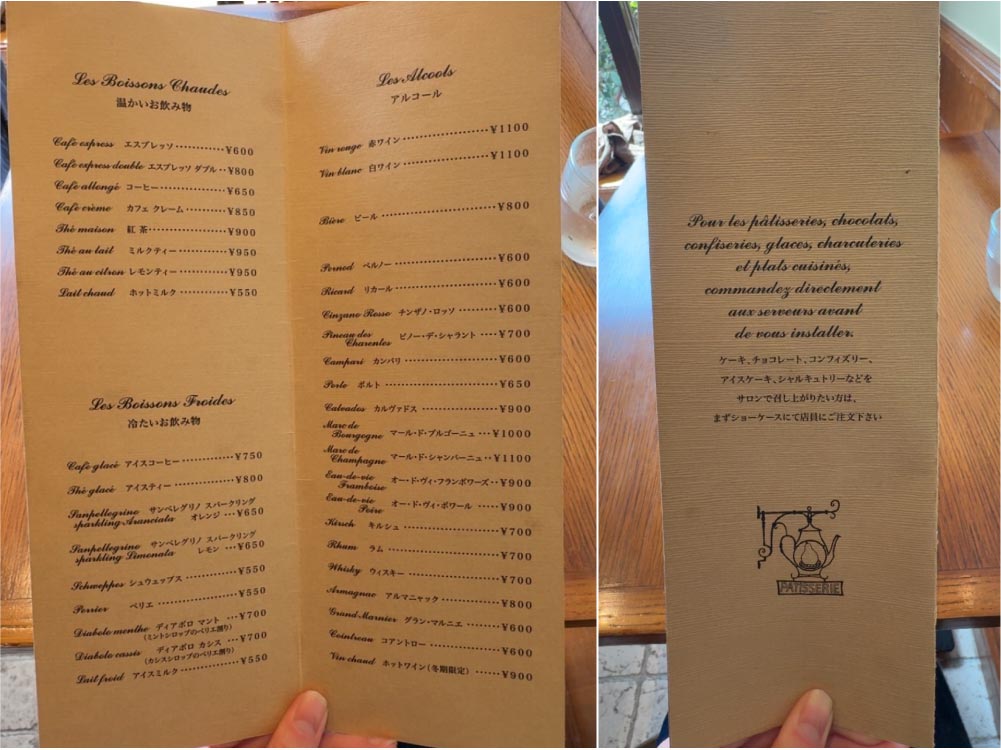 Les Boissons Chaudes
温かいお飲み物
Café express エスプレッソ ¥600
Café express double エスプレッソ ダブル ¥800
Café allongé コーヒー ¥650
Café crème カフェ クレーム ¥850
Thé maison 紅茶 ¥900
Thé au lait ミルクティー ¥950
Thé au citron レモンティー ¥950
Lait chaud ホットミルク ¥550
Les Boissons Froides
冷たいお飲み物
Café glacé アイスコーヒー ¥750
Thé glacé アイスティー ¥800
Sanpellegrino サンペレグリノ スパークリング
sparkling Aranciata オレンジ ¥650
Sanpellegrino サンペレグリノ スパークリング
sparkling Limonata レモン ¥650
Schweppes シュウェップス ¥550
Perrier ペリエ ¥550
Diabolo menthe ディアボロ マント ¥700
(ミントシロップのペリエ割り)
Diabolo cassis ディアボロ カシス ¥700
(カシスシロップのペリエ割り)
Lait froid アイスミルク ¥550
Les Alcools
アルコール
Vin rouge 赤ワイン ¥1100
Vin blanc 白ワイン ¥1100
Bière ビール ¥800
Pernod ペルノー ¥600
Ricard リカール ¥600
Cinzano Rosso チンザノ・ロッソ ¥600
Pineau des
Charentes ピノー・デ・シャラント ¥700
Campari カンパリ ¥600
Porto ポルト ¥650
Calvados カルヴァドス ¥900
Marc de
Bourgogne マール・ド・ブルゴーニュ ¥1000
Marc de
Champagne マール・ド・シャンパーニュ ¥1100
Eau-de-vie
Framboise オー・ド・ヴィ・フランボワーズ ¥900
Eau-de-vie
Poire オー・ド・ヴィ・ポワール ¥900
Kirsch キルシュ ¥700
Rhum ラム ¥700
Whisky ウィスキー ¥700
Armagnac アルマニャック ¥800
Grand Marnier グラン・マルニエ ¥600
Cointreau コアントロー ¥600
Vin chaud ホットワイン(冬期限定) ¥900
Pour les pâtisseries, chocolats,
confiseries, glaces, charcuteries
et plats cuisinés,
commandez directement
aux serveurs avant
de vous installer.
ケーキ、チョコレート、コンフィズリー、
アイスケーキ、シャルキュトリーなどを
サロンで召し上がりたい方は、
まずショーケースにて店員にご注文下さい
PATISSERIE